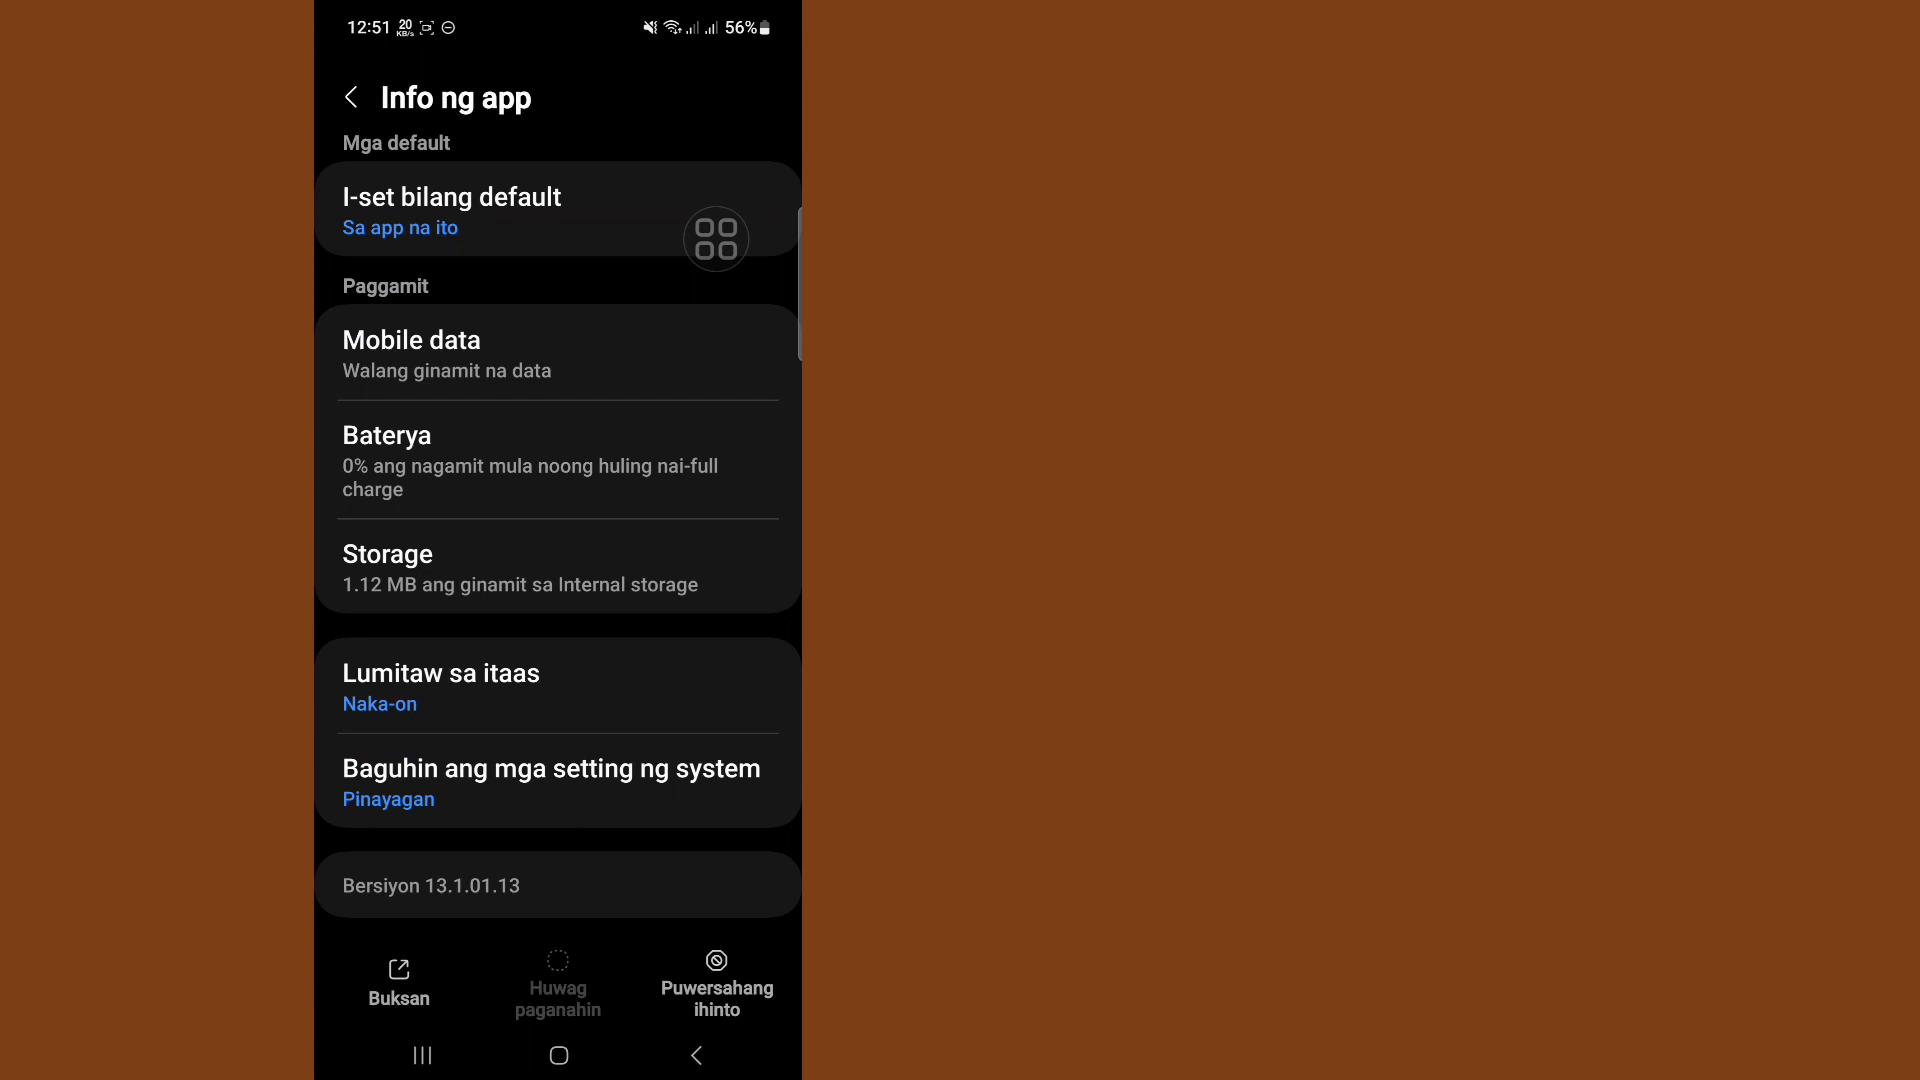 12:51 20 KB/s 56%
Info ng app
Mga default
I-set bilang default
Sa app na ito
Paggamit
Mobile data
Walang ginamit na data
Baterya
0% ang nagamit mula noong huling nai-full
charge
Storage
1.12 MB ang ginamit sa Internal storage
Lumitaw sa itaas
Naka-on
Baguhin ang mga setting ng system
Pinayagan
Bersiyon 13.1.01.13
Buksan
Huwag
paganahin
Puwersahang
ihinto